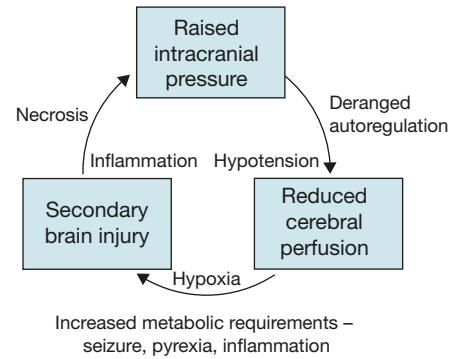 Raised
intracranial
pressure
Deranged
autoregulation
Necrosis
Inflammation
Hypotension
Secondary
brain injury
Reduced
cerebral
perfusion
Hypoxia
Increased metabolic requirements –
seizure, pyrexia, inflammation